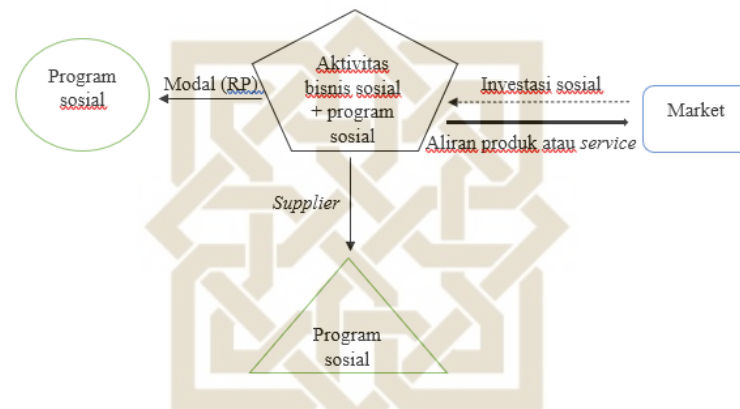 Program
sosial
Modal (RP)
Aktivitas
bisnis sosial
+ program
sosial
Investasi sosial
Aliran produk atau service
Market
Supplier
Program
sosial